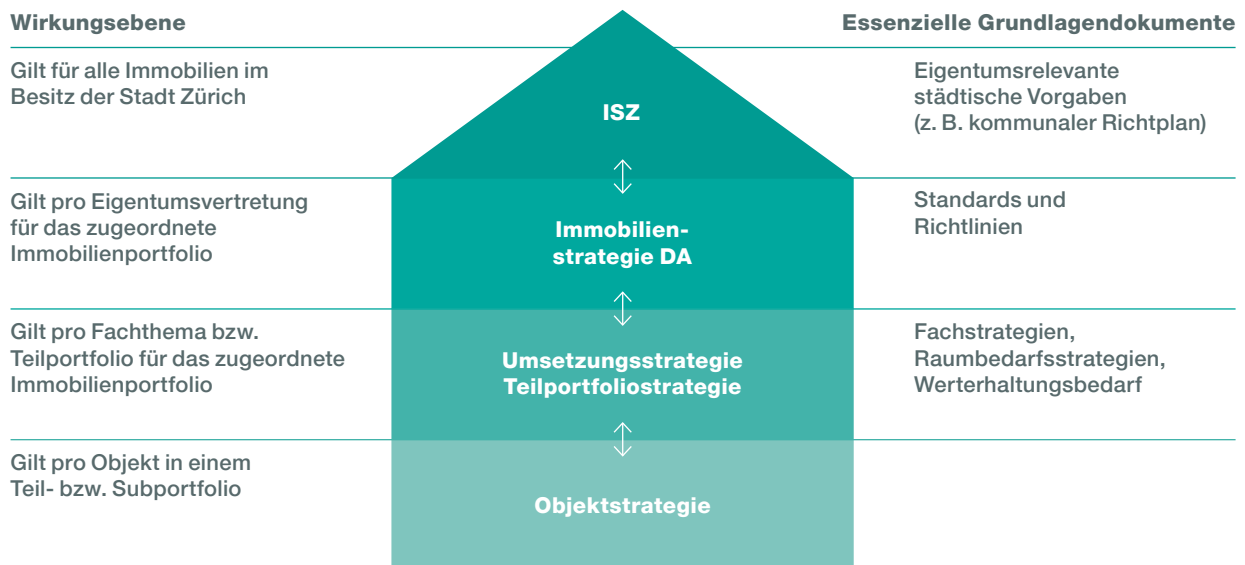 Wirkungsebene
Essenzielle Grundlagendokumente
Gilt für alle Immobilien im
Besitz der Stadt Zürich
ISZ
Eigentumsrelevante
städtische Vorgaben
(z. B. kommunaler Richtplan)
Gilt pro Eigentumsvertretung
für das zugeordnete
Immobilienportfolio
Immobilien-
strategie DA
Standards und
Richtlinien
Gilt pro Fachthema bzw.
Teilportfolio für das zugeordnete
Immobilienportfolio
Umsetzungsstrategie
Teilportfoliostrategie
Fachstrategien,
Raumbedarfsstrategien,
Werterhaltungsbedarf
Gilt pro Objekt in einem
Teil- bzw. Subportfolio
Objektstrategie